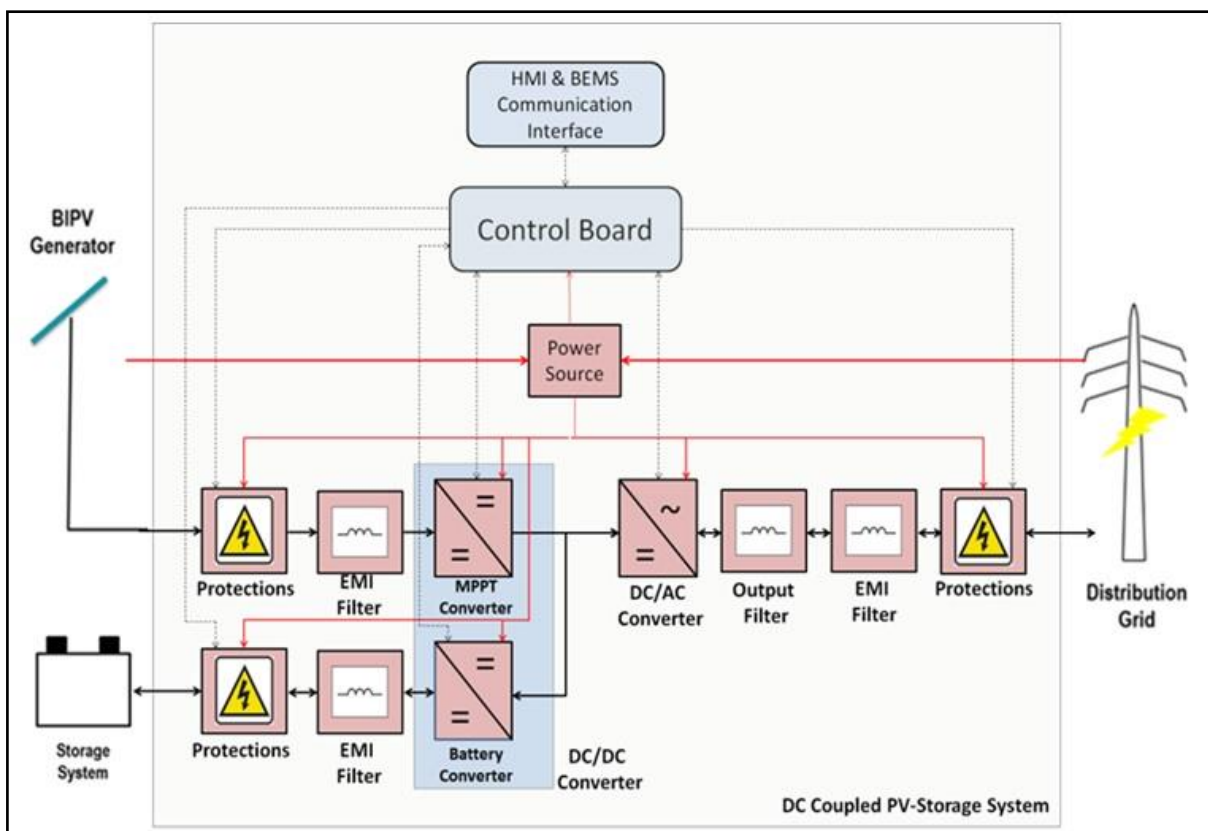 HMI & BEMS
Communication
Interface
BIPV
Generator
Control Board
Power
Source
Protections
EMI
Filter
MPPT
Converter
DC/AC
Converter
Output
Filter
EMI
Filter
Protections
Distribution
Grid
Storage
System
Protections
EMI
Filter
Battery
Converter
DC/DC
Converter
DC Coupled PV-Storage System